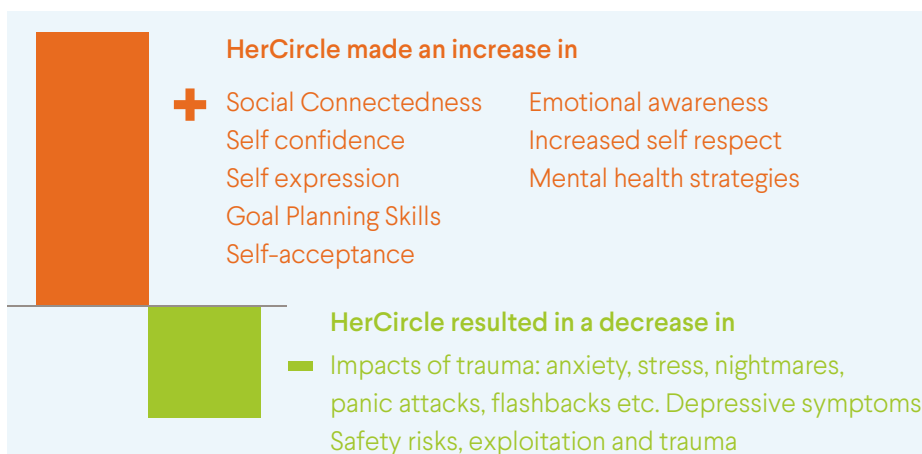 HerCircle made an increase in
+ Social Connectedness
Self confidence
Self expression
Goal Planning Skills
Self-acceptance
Emotional awareness
Increased self respect
Mental health strategies
HerCircle resulted in a decrease in
- Impacts of trauma: anxiety, stress, nightmares,
panic attacks, flashbacks etc. Depressive symptoms
Safety risks, exploitation and trauma